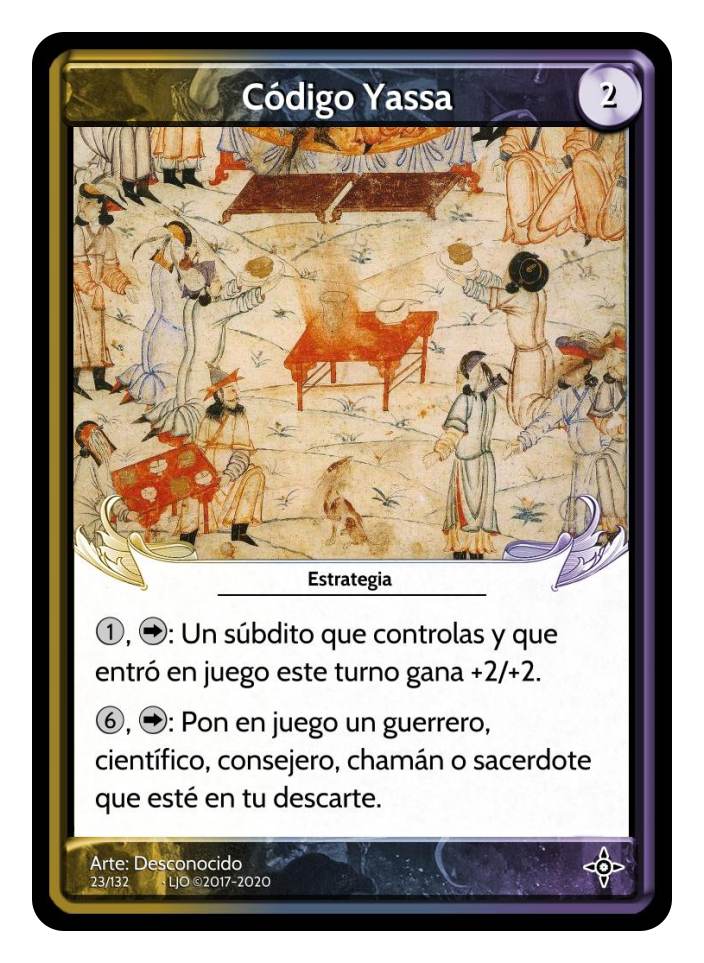 Código Yassa
2
Estrategia
1, ➡: Un súbdito que controlas y que
entró en juego este turno gana +2/+2.
6, ➡: Pon en juego un guerrero,
científico, consejero, chamán o sacerdote
que esté en tu descarte.
Arte: Desconocido
23/132 LJO ©2017-2020